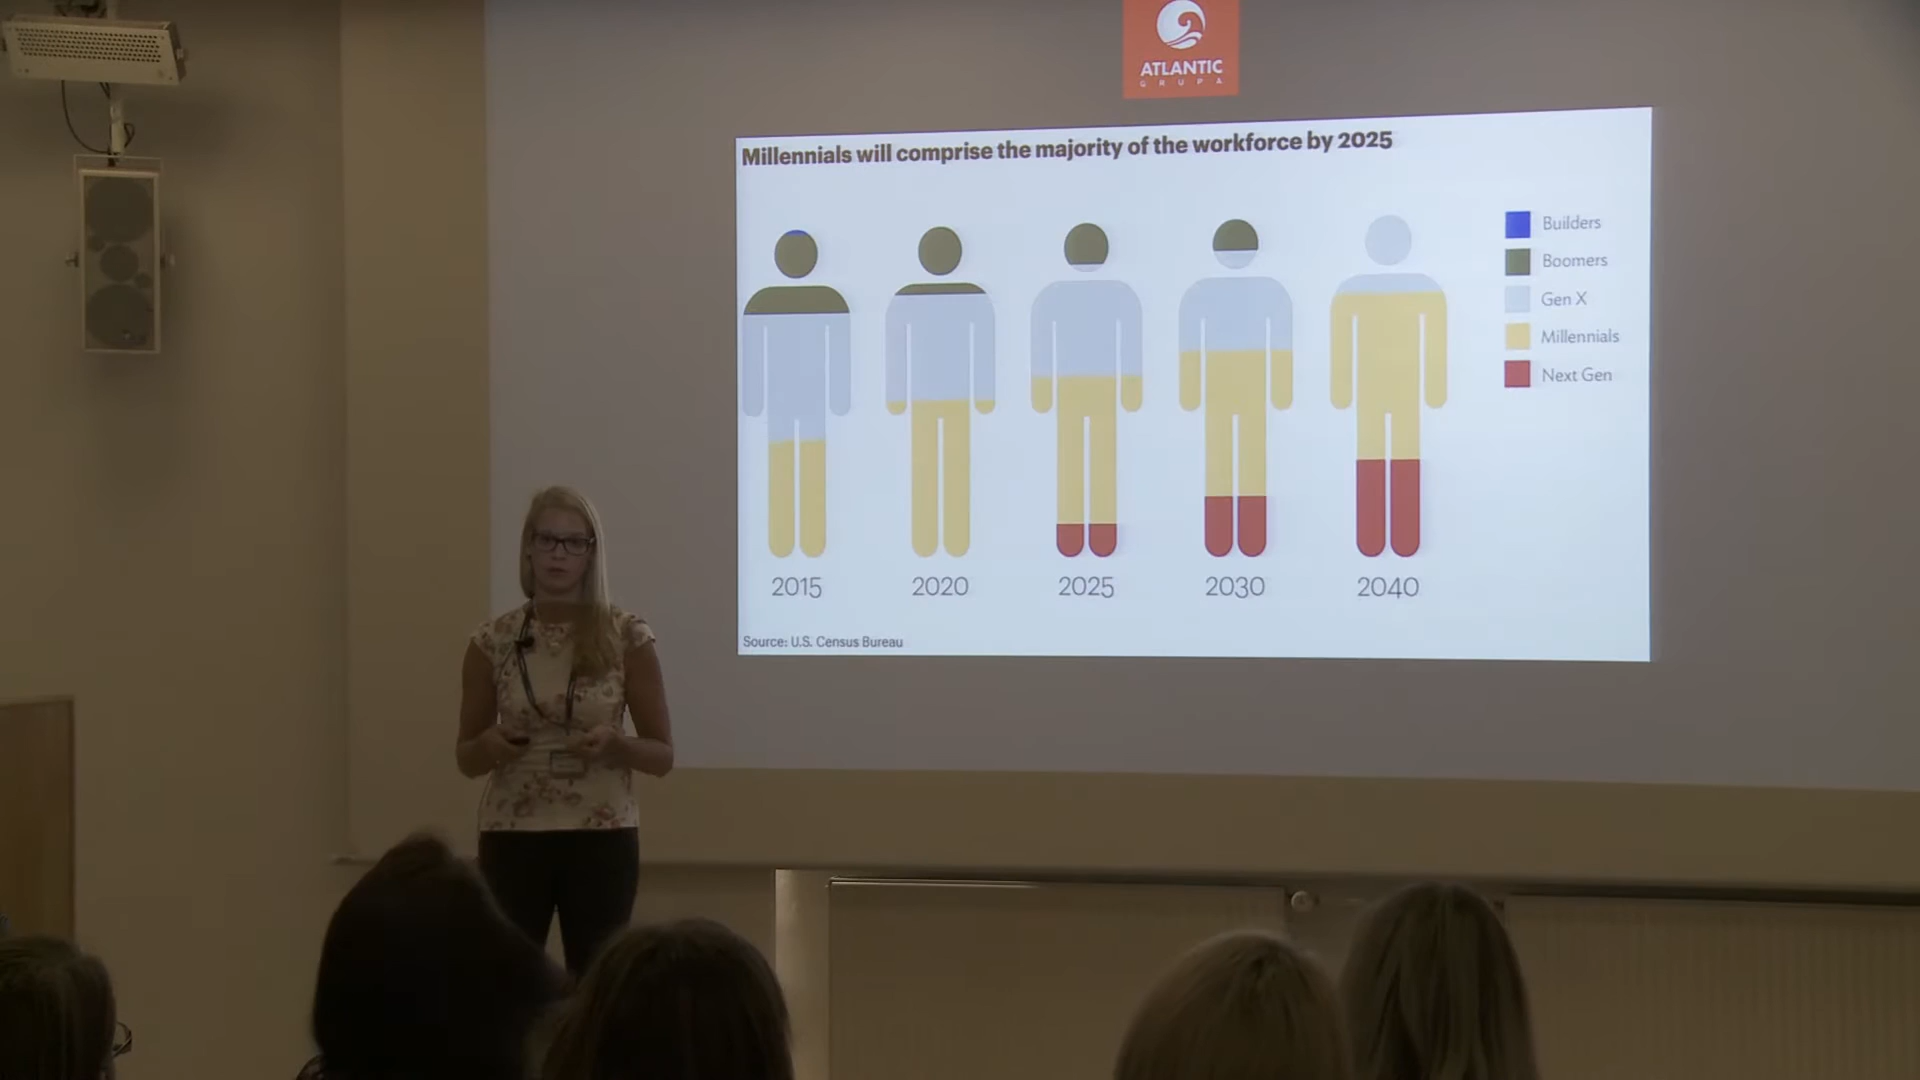 ATLANTIC
GRUPA
Millennials will comprise the majority of the workforce by 2025
Builders
Boomers
Gen X
Millennials
Next Gen
2015 2020 2025 2030 2040
Source: U.S. Census Bureau